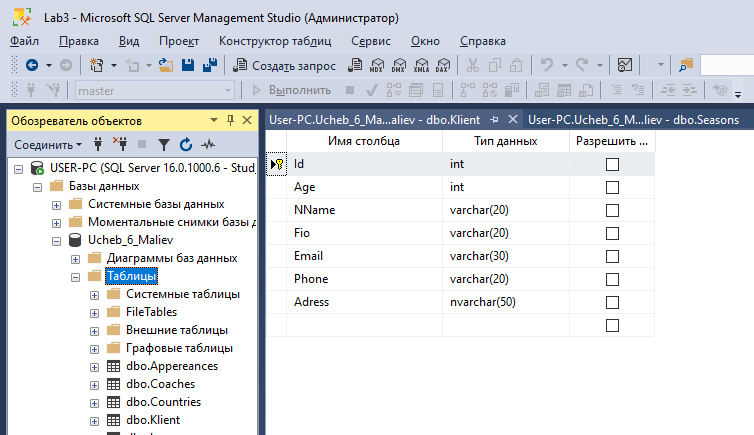 Lab3 - Microsoft SQL Server Management Studio (Администратор)
Файл Правка Вид Проект Конструктор таблиц Сервис Окно Справка
Создать запрос MDX DMX XMLA DAX
master Выполнить
Обозреватель объектов
User-PC.Ucheb_6_Ma...aliev - dbo.Klient
User-PC.Ucheb_6_M...liev - dbo.Seasons
Соединить
USER-PC (SQL Server 16.0.1000.6 - Stud
Базы данных
Системные базы данных
Моментальные снимки базы д
Ucheb_6_Maliev
Диаграммы баз данных
Таблицы
Системные таблицы
FileTables
Внешние таблицы
Графовые таблицы
dbo.Appereances
dbo.Coaches
dbo.Countries
dbo.Klient
Имя столбца Тип данных Разрешить ...
Id int
Age int
NName varchar(20)
Fio varchar(20)
Email varchar(30)
Phone varchar(20)
Adress nvarchar(50)